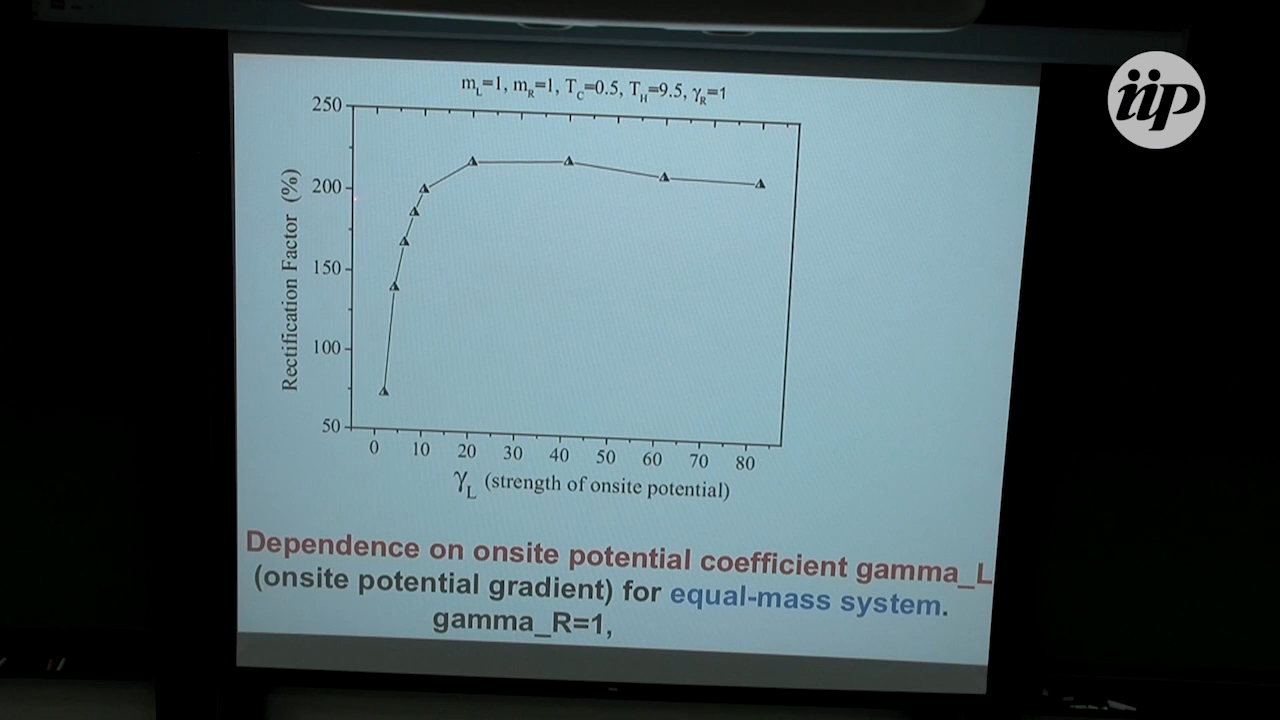 iip
m_L=1, m_R=1, T_C=0.5, T_H=9.5, γ_R=1
250
200
150
100
50
Rectification Factor (%)
0 10 20 30 40 50 60 70 80
γ_L (strength of onsite potential)
Dependence on onsite potential coefficient gamma_L
(onsite potential gradient) for equal-mass system.
gamma_R=1,